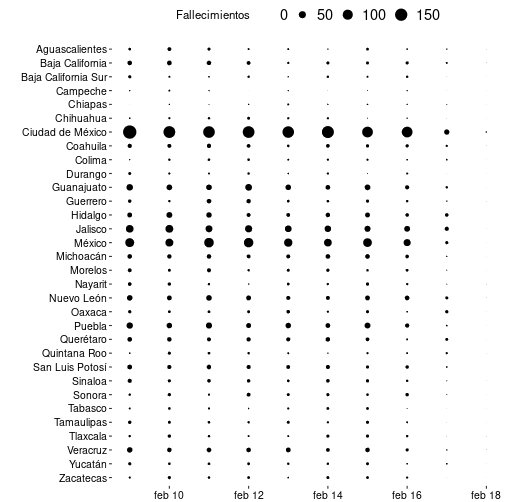 Fallecimientos 0 50 100 150
Aguascalientes
Baja California
Baja California Sur
Campeche
Chiapas
Chihuahua
Ciudad de México
Coahuila
Colima
Durango
Guanajuato
Guerrero
Hidalgo
Jalisco
México
Michoacán
Morelos
Nayarit
Nuevo León
Oaxaca
Puebla
Querétaro
Quintana Roo
San Luis Potosí
Sinaloa
Sonora
Tabasco
Tamaulipas
Tlaxcala
Veracruz
Yucatán
Zacatecas
feb 10 feb 12 feb 14 feb 16 feb 18